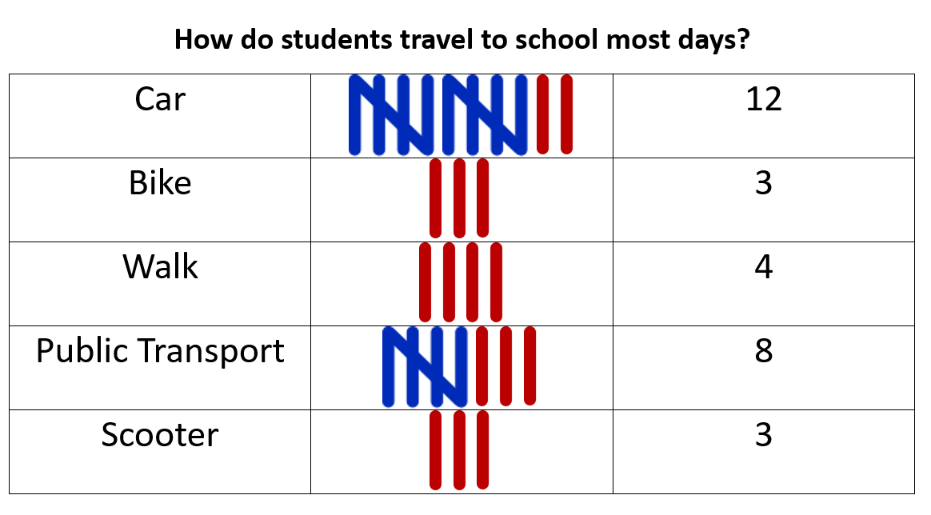 How do students travel to school most days?
Car 12
Bike 3
Walk 4
Public Transport 8
Scooter 3